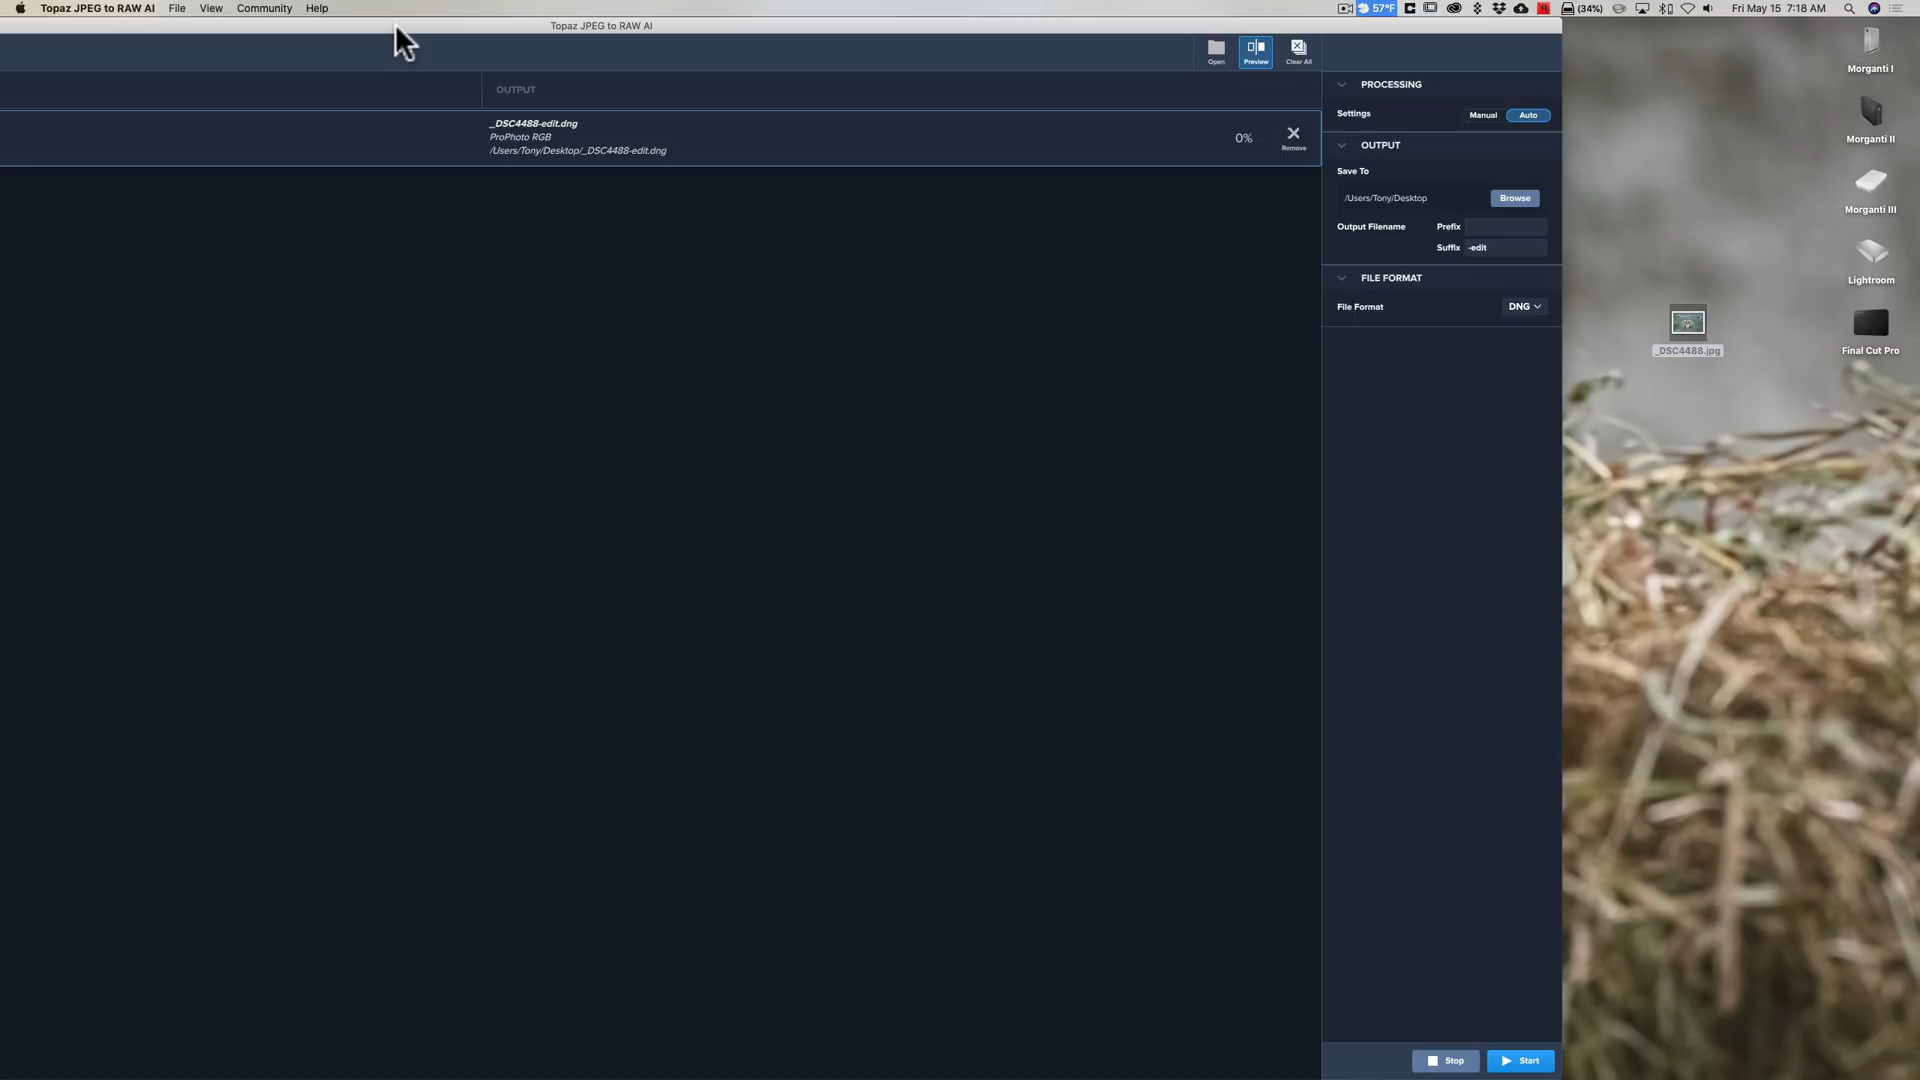 Topaz JPEG to RAW AI File View Community Help 57°F (34%) Fri May 15 7:18 AM
Topaz JPEG to RAW AI
Open Preview Clear All
OUTPUT
_DSC4488-edit.dng
ProPhoto RGB
/Users/Tony/Desktop/_DSC4488-edit.dng
0%
Remove
PROCESSING
Settings Manual Auto
OUTPUT
Save To
/Users/Tony/Desktop Browse
Output Filename Prefix
Suffix -edit
FILE FORMAT
File Format DNG
Stop Start
Morganti I
Morganti II
Morganti III
Lightroom
_DSC4488.jpg
Final Cut Pro